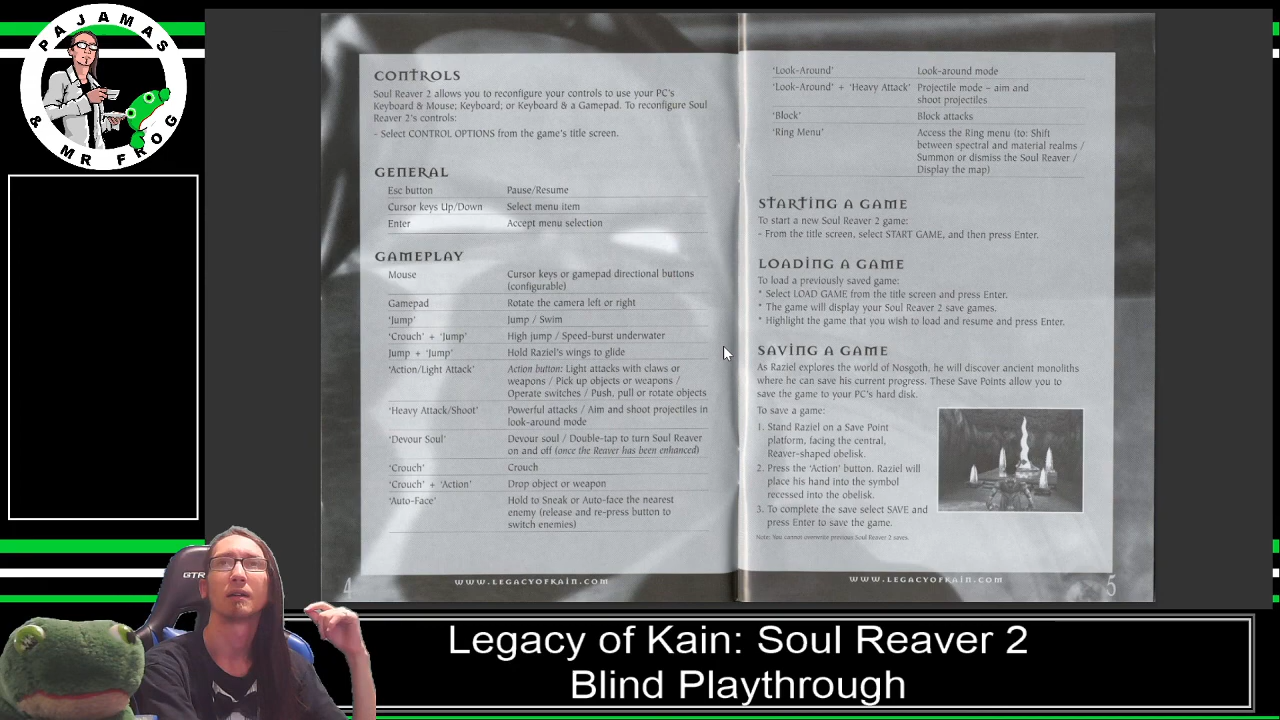 PAJAMAS
& MR FROG
CONTROLS
Soul Reaver 2 allows you to reconfigure your controls to use your PC's
Keyboard & Mouse; Keyboard; or Keyboard & a Gamepad. To reconfigure Soul
Reaver 2's controls:
- Select CONTROL OPTIONS from the game's title screen.
GENERAL
Esc button Pause/Resume
Cursor keys Up/Down Select menu item
Enter Accept menu selection
GAMEPLAY
Mouse Cursor keys or gamepad directional buttons
(configurable)
Gamepad Rotate the camera left or right
'Jump' Jump / Swim
'Crouch' + 'Jump' High jump / Speed-burst underwater
Jump + 'Jump' Hold Raziel's wings to glide
'Action/Light Attack' Action button: Light attacks with claws or
weapons / Pick up objects or weapons /
Operate switches / Push, pull or rotate objects
'Heavy Attack/Shoot' Powerful attacks / Aim and shoot projectiles in
look-around mode
'Devour Soul' Devour soul / Double-tap to turn Soul Reaver
on and off (once the Reaver has been enhanced)
'Crouch' Crouch
'Crouch' + 'Action' Drop object or weapon
'Auto-Face' Hold to Sneak or Auto-face the nearest
enemy (release and re-press button to
switch enemies)
4
WWW.LEGACYOFKAIN.COM
'Look-Around' Look-around mode
'Look-Around' + 'Heavy Attack' Projectile mode – aim and
shoot projectiles
'Block' Block attacks
'Ring Menu' Access the Ring menu (to: Shift
between spectral and material realms /
Summon or dismiss the Soul Reaver /
Display the map)
STARTING A GAME
To start a new Soul Reaver 2 game:
- From the title screen, select START GAME, and then press Enter.
LOADING A GAME
To load a previously saved game:
* Select LOAD GAME from the title screen and press Enter.
* The game will display your Soul Reaver 2 save games.
* Highlight the game that you wish to load and resume and press Enter.
SAVING A GAME
As Raziel explores the world of Nosgoth, he will discover ancient monoliths
where he can save his current progress. These Save Points allow you to
save the game to your PC's hard disk.
To save a game:
1. Stand Raziel on a Save Point
platform, facing the central,
Reaver-shaped obelisk.
2. Press the 'Action' button. Raziel will
place his hand into the symbol
recessed into the obelisk.
3. To complete the save select SAVE and
press Enter to save the game.
Note: You cannot overwrite previous Soul Reaver 2 saves.
WWW.LEGACYOFKAIN.COM
5
GTR
Legacy of Kain: Soul Reaver 2
Blind Playthrough